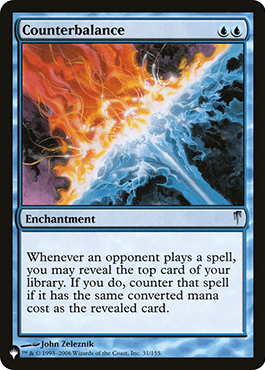 Counterbalance
Enchantment
Whenever an opponent plays a spell,
you may reveal the top card of your
library. If you do, counter that spell
if it has the same converted mana
cost as the revealed card.
John Zeleznik
™ & © 1993–2006 Wizards of the Coast, Inc. 31/155